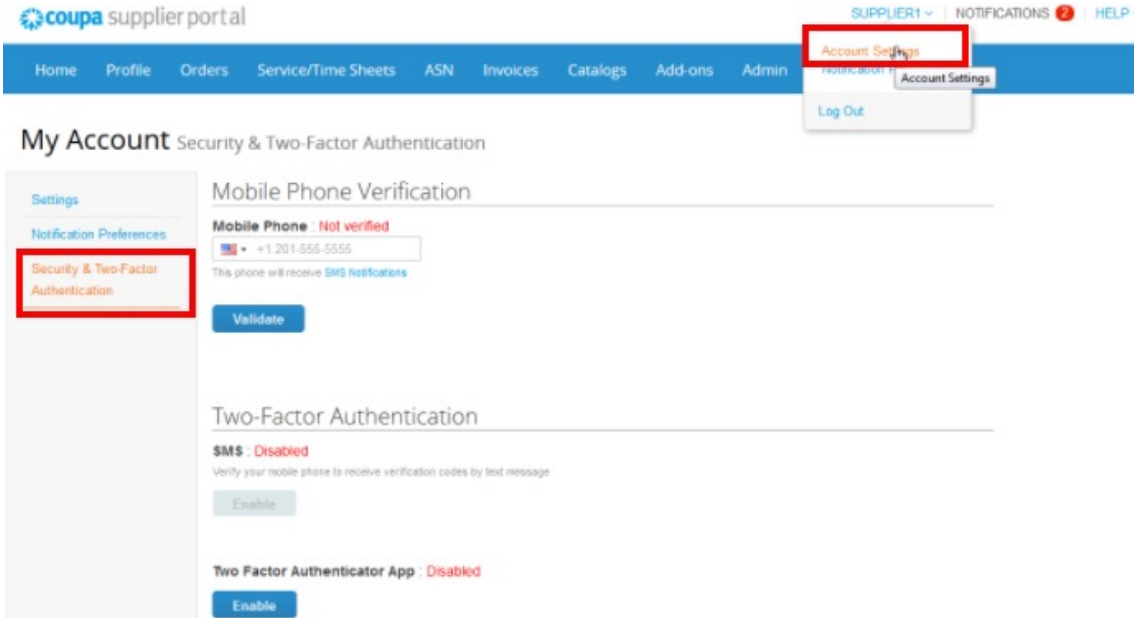 coupa supplier portal
SUPPLIER1 NOTIFICATIONS 2 HELP
Account Settings
Account Settings
Log Out
Home Profile Orders Service/Time Sheets ASN Invoices Catalogs Add-ons Admin
My Account Security & Two-Factor Authentication
Settings
Notification Preferences
Security & Two-Factor
Authentication
Mobile Phone Verification
Mobile Phone : Not verified
+1 201-555-5555
This phone will receive SMS Notifications
Validate
Two-Factor Authentication
SMS : Disabled
Verify your mobile phone to receive verification codes by text message
Enable
Two Factor Authenticator App : Disabled
Enable